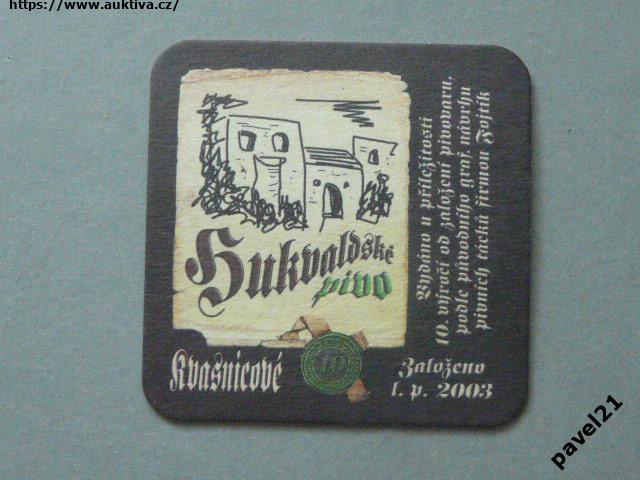 https://www.auktiva.cz/
Hukvaldské
pivo
Kvasnicové
10
Založeno
l. p. 2003
Vydáno u příležitosti
10. výročí od založení pivovaru,
podle původního graf návrhu
pivních tácků firmou Fojtík
pavel21